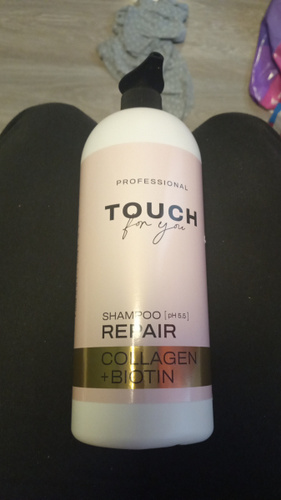 PROFESSIONAL
TOUCH
for you
SHAMPOO [pH 5.5]
REPAIR
COLLAGEN
+BIOTIN